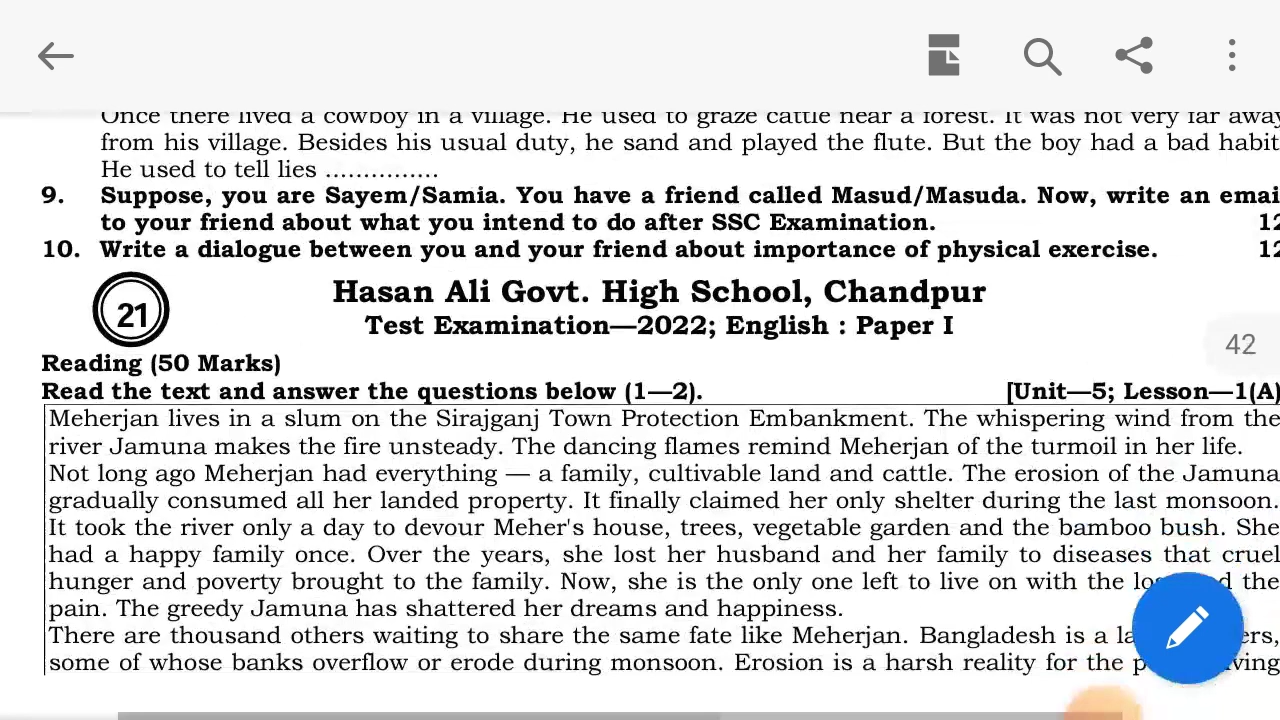 Once there lived a cowboy in a village. He used to graze cattle near a forest. It was not very far away
from his village. Besides his usual duty, he sand and played the flute. But the boy had a bad habit
He used to tell lies ...............
9. Suppose, you are Sayem/Samia. You have a friend called Masud/Masuda. Now, write an emai
to your friend about what you intend to do after SSC Examination. 12
10. Write a dialogue between you and your friend about importance of physical exercise. 12
21
Hasan Ali Govt. High School, Chandpur
Test Examination—2022; English : Paper I
42
Reading (50 Marks)
Read the text and answer the questions below (1—2). [Unit—5; Lesson—1(A)
Meherjan lives in a slum on the Sirajganj Town Protection Embankment. The whispering wind from the
river Jamuna makes the fire unsteady. The dancing flames remind Meherjan of the turmoil in her life.
Not long ago Meherjan had everything — a family, cultivable land and cattle. The erosion of the Jamuna
gradually consumed all her landed property. It finally claimed her only shelter during the last monsoon.
It took the river only a day to devour Meher's house, trees, vegetable garden and the bamboo bush. She
had a happy family once. Over the years, she lost her husband and her family to diseases that cruel
hunger and poverty brought to the family. Now, she is the only one left to live on with the the
pain. The greedy Jamuna has shattered her dreams and happiness.
There are thousand others waiting to share the same fate like Meherjan. Bangladesh is a la ers,
some of whose banks overflow or erode during monsoon. Erosion is a harsh reality for the p ving